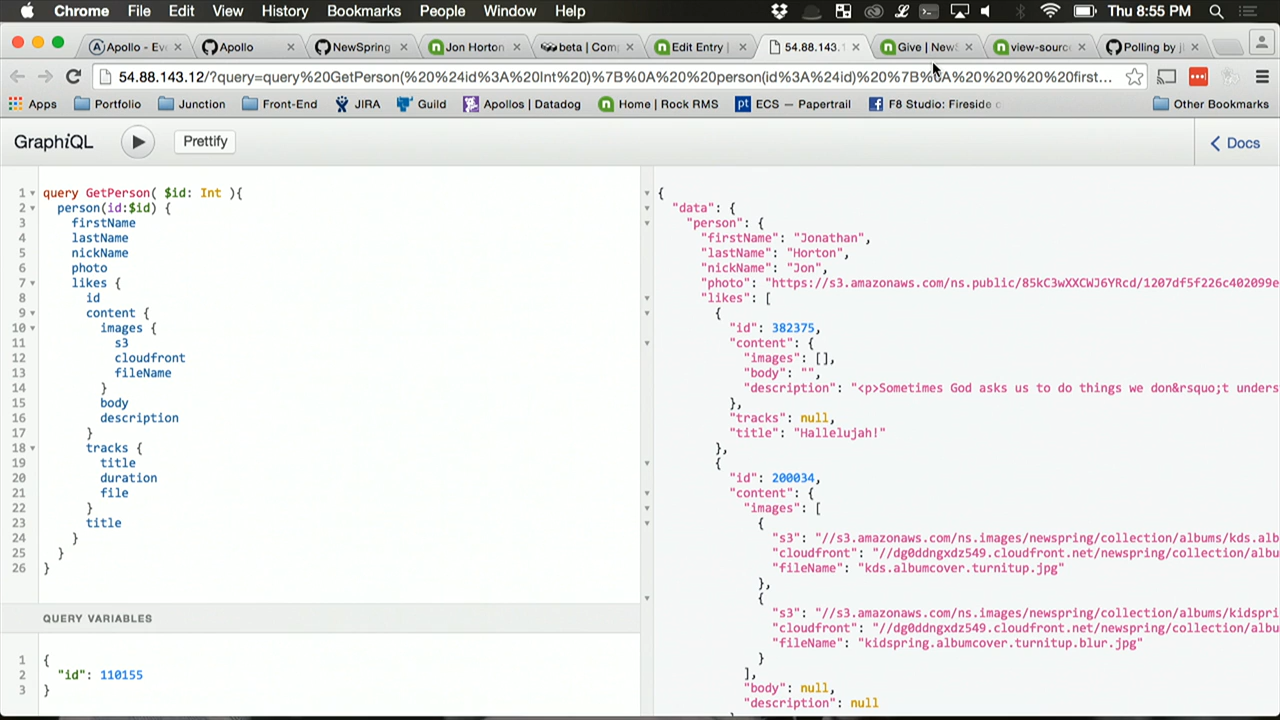 Chrome File Edit View History Bookmarks People Window Help Thu 8:55 PM
Apollo - Eve Apollo NewSpring Jon Horton beta | Com Edit Entry | 54.88.143. Give | NewS view-source Polling by j
54.88.143.12/?query=query%20GetPerson(%20%24id%3A%20Int%20)%7B%0A%20%20person(id%3A%24id)%20%7B%0A%20%20%20%20first...
Apps Portfolio Junction Front-End JIRA Guild Apollos | Datadog Home | Rock RMS ECS — Papertrail F8 Studio: Fireside Other Bookmarks
GraphiQL Prettify Docs
1 query GetPerson( $id: Int ){
2 person(id:$id) {
3 firstName
4 lastName
5 nickName
6 photo
7 likes {
8 id
9 content {
10 images {
11 s3
12 cloudfront
13 fileName
14 }
15 body
16 description
17 }
18 tracks {
19 title
20 duration
21 file
22 }
23 title
24 }
25 }
26 }
QUERY VARIABLES
1 {
2 "id": 110155
3 }
{
"data": {
"person": {
"firstName": "Jonathan",
"lastName": "Horton",
"nickName": "Jon",
"photo": "https://s3.amazonaws.com/ns.public/85kC3wXXCWJ6YRcd/1207df5f226c402099e
"likes": [
{
"id": 382375,
"content": {
"images": [],
"body": "",
"description": "<p>Sometimes God asks us to do things we don&rsquo;t unders
},
"tracks": null,
"title": "Hallelujah!"
},
{
"id": 200034,
"content": {
"images": [
{
"s3": "//s3.amazonaws.com/ns.images/newspring/collection/albums/kds.alb
"cloudfront": "//dg0ddngxdz549.cloudfront.net/newspring/collection/albu
"fileName": "kds.albumcover.turnitup.jpg"
},
{
"s3": "//s3.amazonaws.com/ns.images/newspring/collection/albums/kidspri
"cloudfront": "//dg0ddngxdz549.cloudfront.net/newspring/collection/albu
"fileName": "kidspring.albumcover.turnitup.blur.jpg"
}
],
"body": null,
"description": null